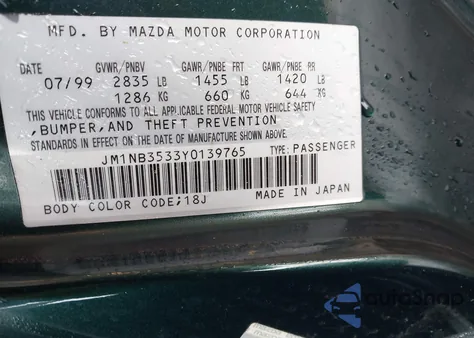 MFD. BY MAZDA MOTOR CORPORATION
DATE GVWR/PNBV GAWR/PNBE FRT GAWR/PNBE RR
07/99 2835 LB 1455 LB 1420 LB
1286 KG 660 KG 644 KG
THIS VEHICLE CONFORMS TO ALL APPLICABLE FEDERAL MOTOR VEHICLE SAFETY
,BUMPER,AND THEFT PREVENTION
STANDARDS IN EFFECT ON THE DATE OF MANUFACTURE SHOWN ABOVE.
JM1NB3533Y0139765 TYPE:PASSENGER
MADE IN JAPAN
BODY COLOR CODE;18J
autoSnap